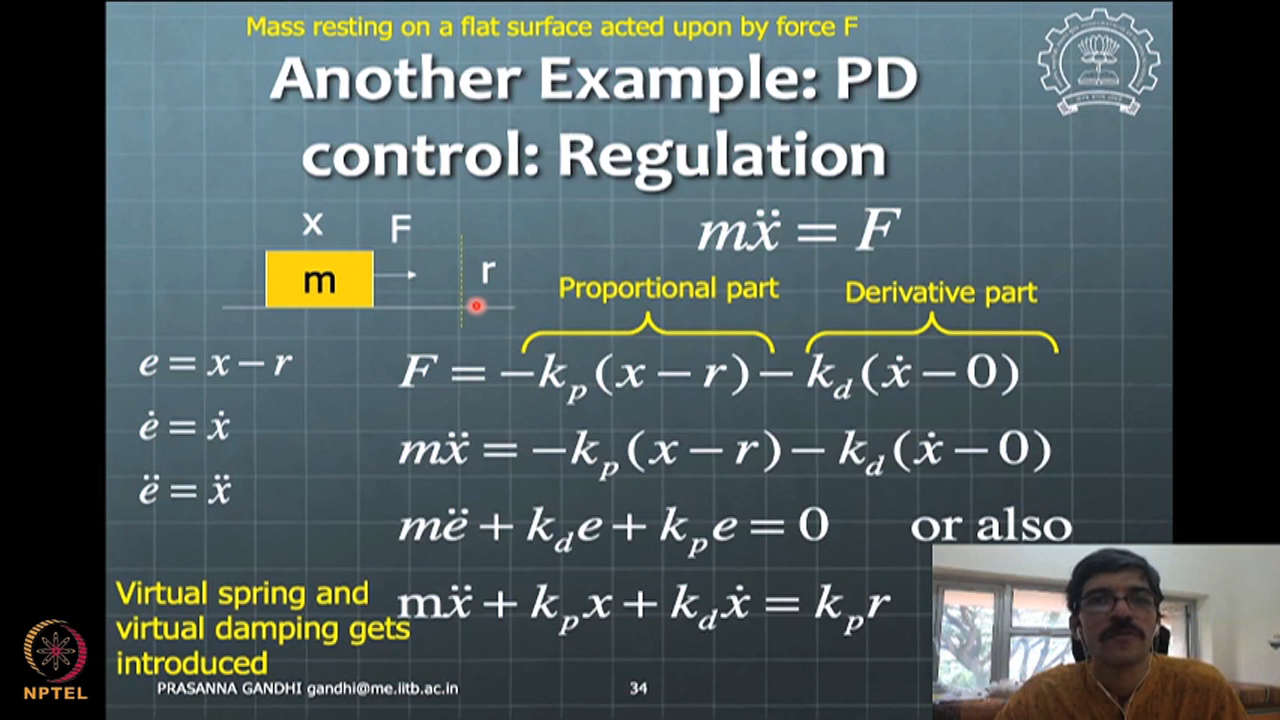 Mass resting on a flat surface acted upon by force F
Another Example: PD
control: Regulation
x F
m
r
mẍ = F
Proportional part
Derivative part
e = x − r
ė = ẋ
ë = ẍ
F = −k_p(x − r) − k_d(ẋ − 0)
mẍ = −k_p(x − r) − k_d(ẋ − 0)
më + k_d e + k_p e = 0 or also
mẍ + k_p x + k_d ẋ = k_p r
Virtual spring and
virtual damping gets
introduced
PRASANNA GANDHI gandhi@me.iitb.ac.in
34
NPTEL